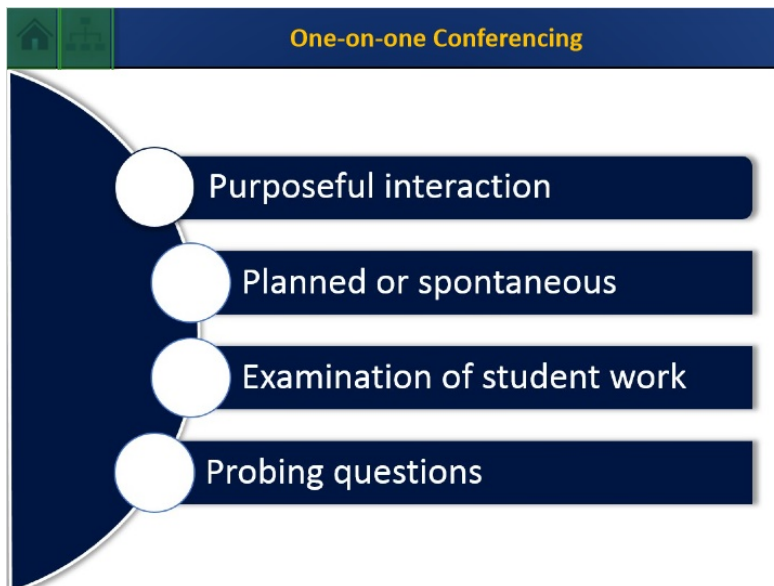 One-on-one Conferencing
Purposeful interaction
Planned or spontaneous
Examination of student work
Probing questions